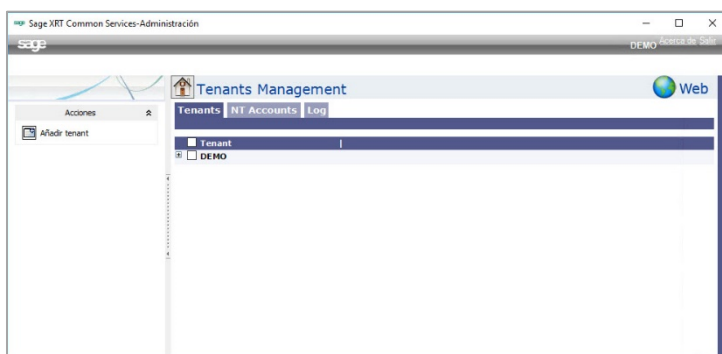 sage Sage XRT Common Services-Administración
sage
DEMO Acerca de Salir
Tenants Management
Web
Acciones
Tenants NT Accounts Log
Añadir tenant
Tenant
DEMO